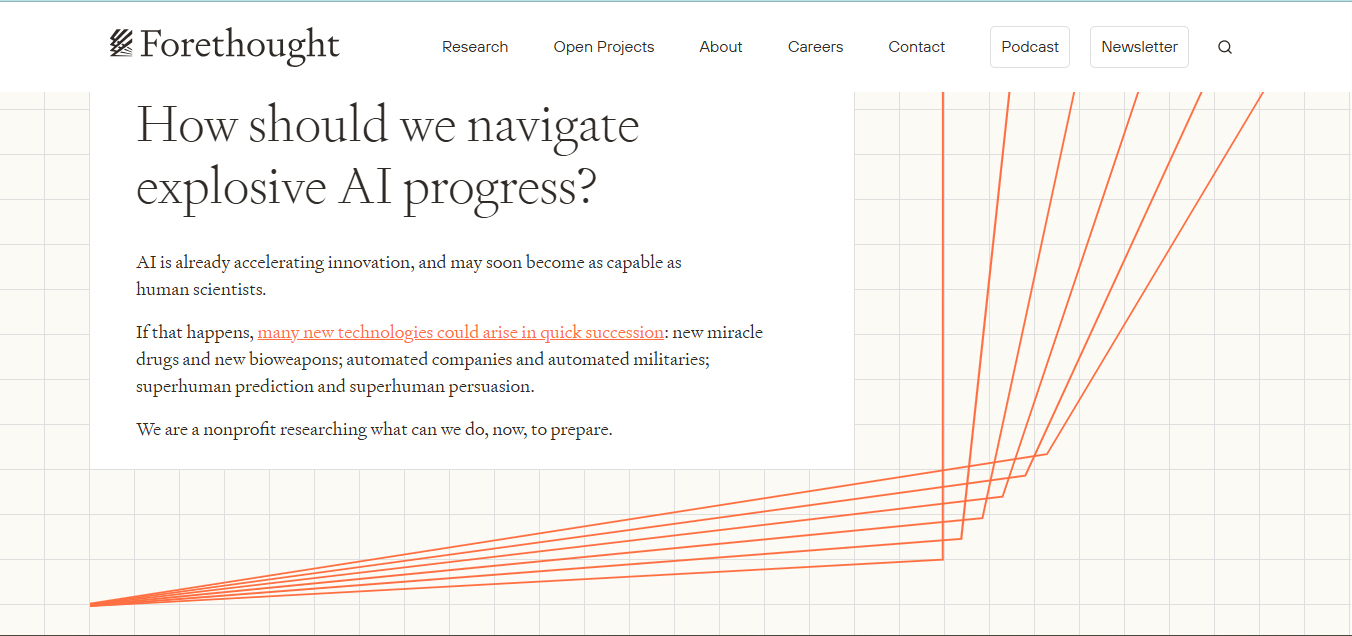 Forethought
Research
Open Projects
About
Careers
Contact
Podcast
Newsletter
How should we navigate
explosive AI progress?
AI is already accelerating innovation, and may soon become as capable as
human scientists.
If that happens, many new technologies could arise in quick succession: new miracle
drugs and new bioweapons; automated companies and automated militaries;
superhuman prediction and superhuman persuasion.
We are a nonprofit researching what can we do, now, to prepare.